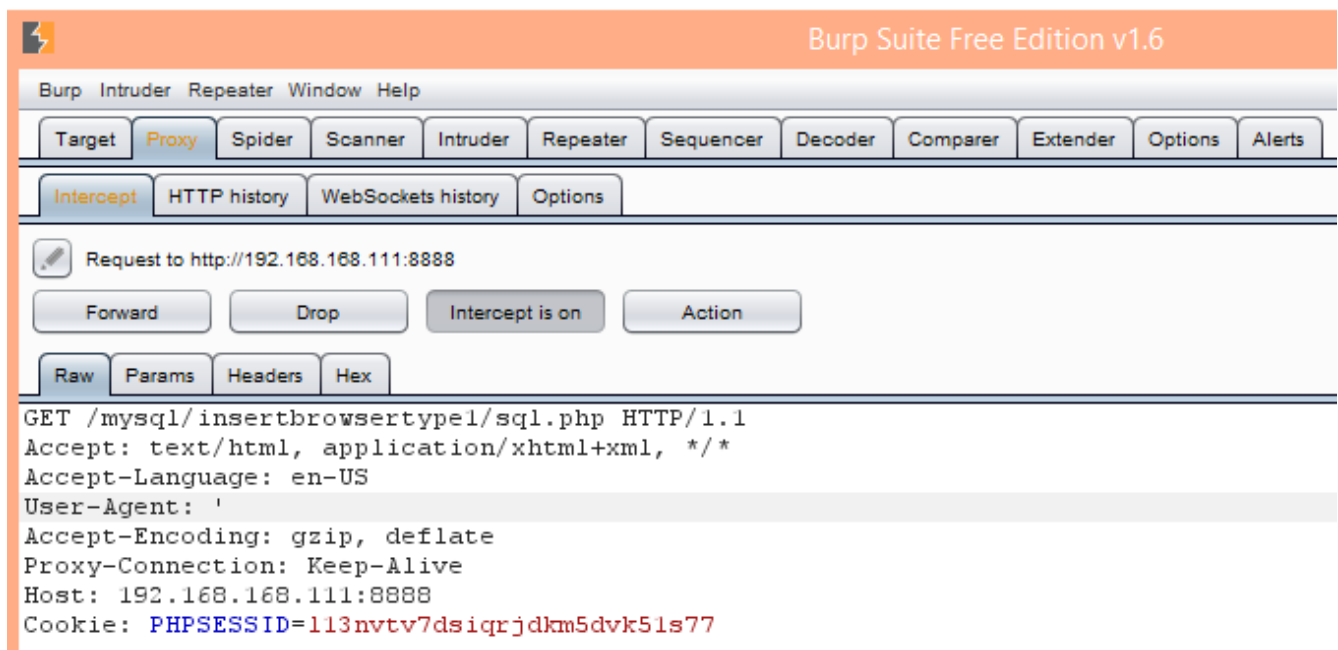 Burp Suite Free Edition v1.6
Burp Intruder Repeater Window Help
Target Proxy Spider Scanner Intruder Repeater Sequencer Decoder Comparer Extender Options Alerts
Intercept HTTP history WebSockets history Options
Request to http://192.168.168.111:8888
Forward Drop Intercept is on Action
Raw Params Headers Hex
GET /mysql/insertbrowsertype1/sql.php HTTP/1.1
Accept: text/html, application/xhtml+xml, */*
Accept-Language: en-US
User-Agent: '
Accept-Encoding: gzip, deflate
Proxy-Connection: Keep-Alive
Host: 192.168.168.111:8888
Cookie: PHPSESSID=l13nvtv7dsiqrjdkm5dvk51s77